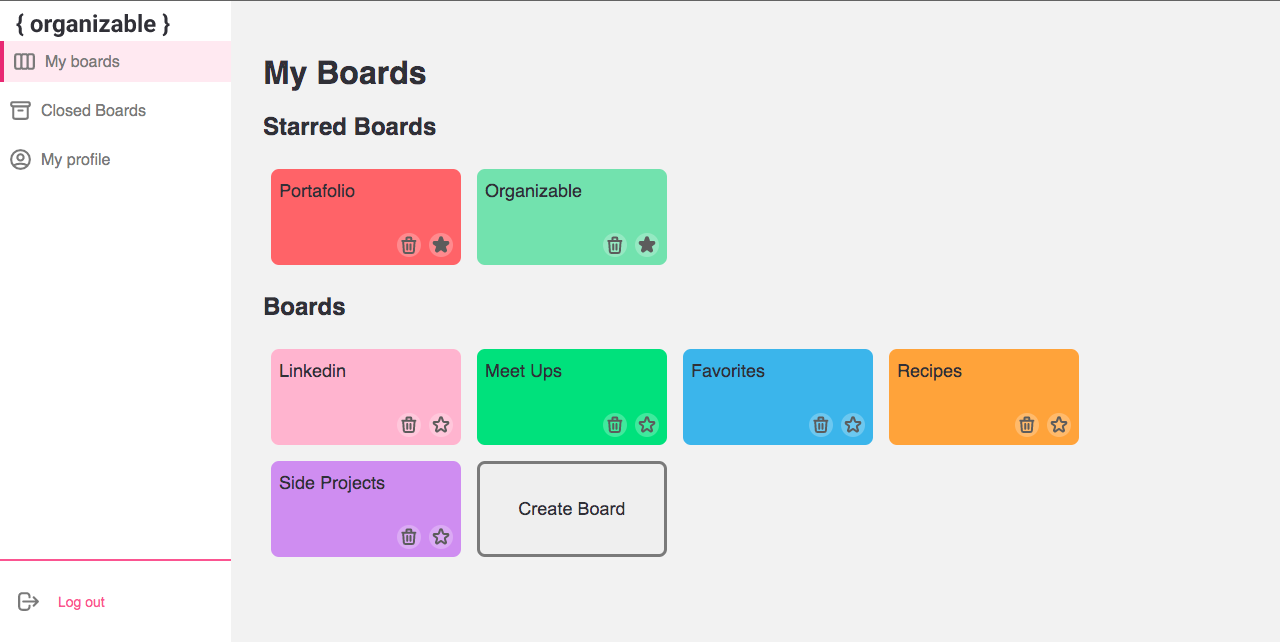 { organizable }
My boards
Closed Boards
My profile
Log out
My Boards
Starred Boards
Portafolio
Organizable
Boards
Linkedin
Meet Ups
Favorites
Recipes
Side Projects
Create Board